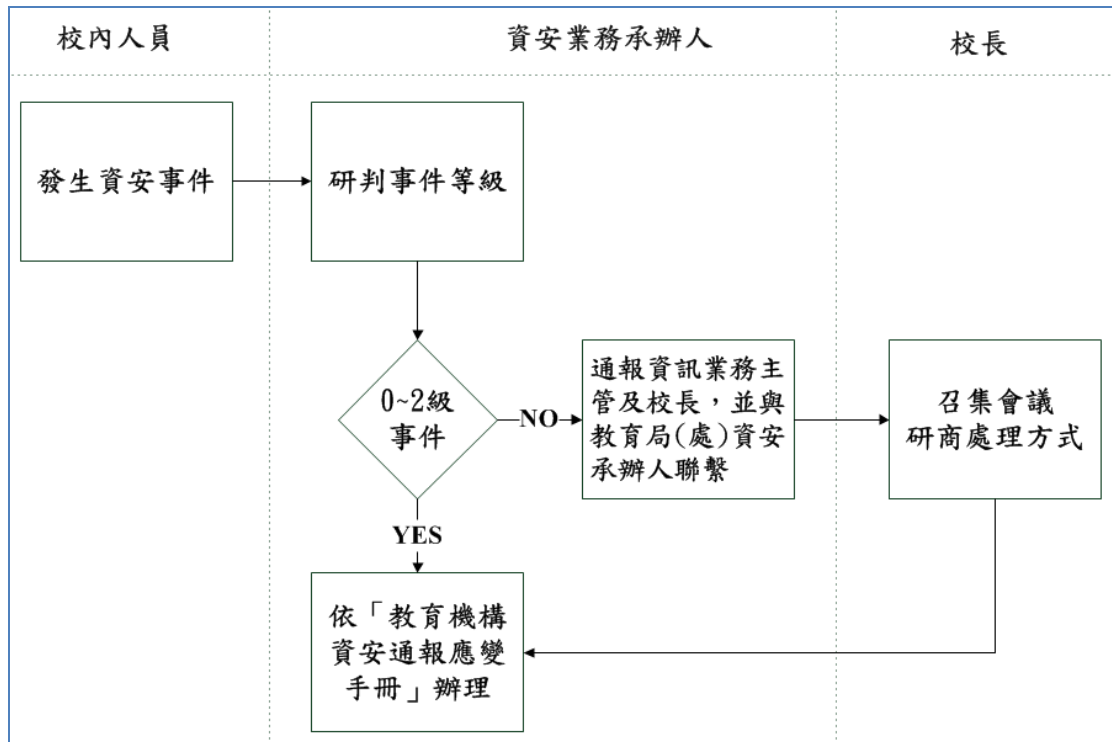 校內人員
資安業務承辦人
校長
發生資安事件
研判事件等級
0~2級
事件
NO
通報資訊業務主
管及校長，並與
教育局(處)資安
承辦人聯繫
召集會議
研商處理方式
YES
依「教育機構
資安通報應變
手冊」辦理